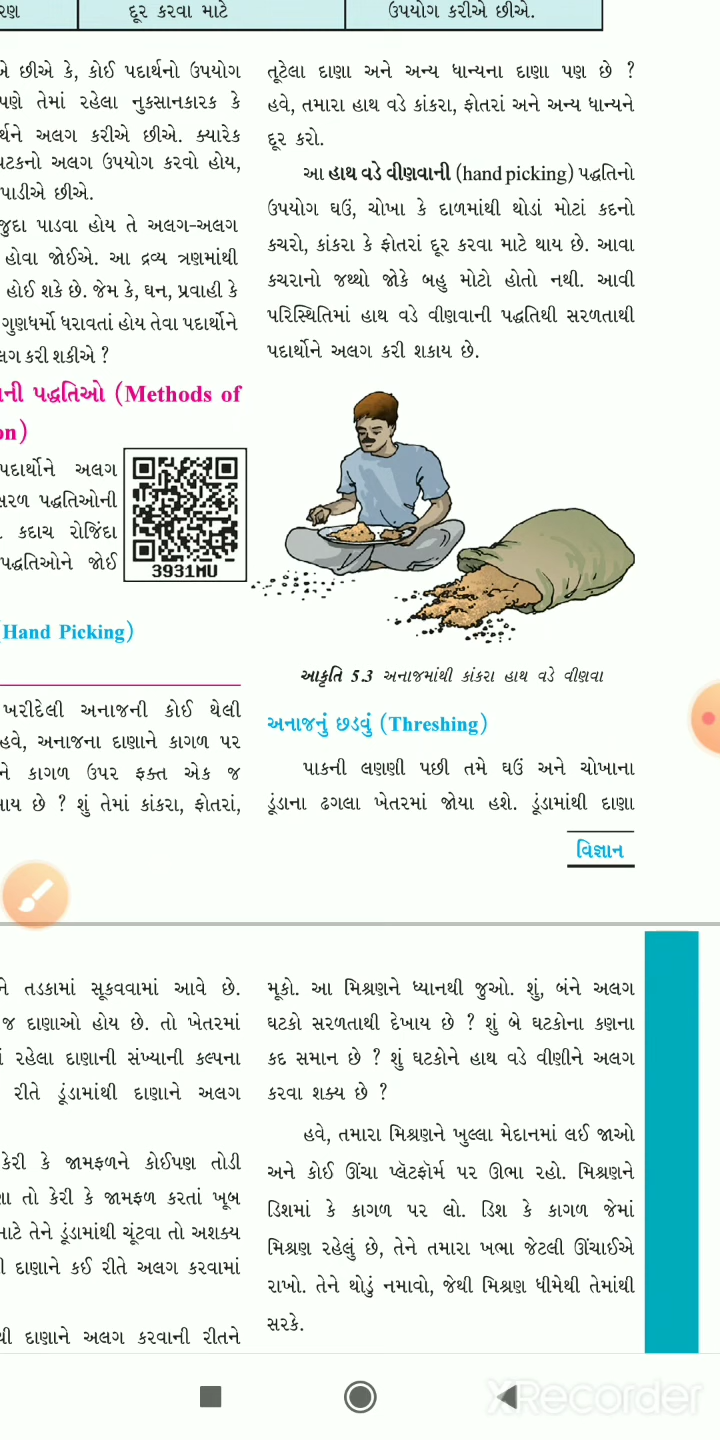 રણ
દૂર કરવા માટે
ઉપયોગ કરીએ છીએ.
છીએ કે, કોઈ પદાર્થનો ઉપયોગ
પણે તેમાં રહેલા નુકસાનકારક કે
ર્થને અલગ કરીએ છીએ. ક્યારેક
ઘટકનો અલગ ઉપયોગ કરવો હોય,
પાડીએ છીએ.
જુદા પાડવા હોય તે અલગ-અલગ
હોવા જોઈએ. આ દ્રવ્ય ત્રણમાંથી
હોઈ શકે છે. જેમ કે, ઘન, પ્રવાહી કે
ગુણધર્મો ધરાવતાં હોય તેવા પદાર્થોને
લગ કરી શકીએ ?
ની પદ્ધતિઓ (Methods of
on)
પદાર્થોને અલગ
સરળ પદ્ધતિઓની
કદાચ રોજિંદા
પદ્ધતિઓને જોઈ
3931MU
(Hand Picking)
ખરીદેલી અનાજની કોઈ થેલી
હવે, અનાજના દાણાને કાગળ પર
ને કાગળ ઉપર ફક્ત એક જ
ાય છે ? શું તેમાં કાંકરા, ફોતરાં,
તૂટેલા દાણા અને અન્ય ધાન્યના દાણા પણ છે ?
હવે, તમારા હાથ વડે કાંકરા, ફોતરાં અને અન્ય ધાન્યને
દૂર કરો.
આ હાથ વડે વીણવાની (hand picking) પદ્ધતિનો
ઉપયોગ ઘઉં, ચોખા કે દાળમાંથી થોડાં મોટાં કદનો
કચરો, કાંકરા કે ફોતરાં દૂર કરવા માટે થાય છે. આવા
કચરાનો જથ્થો જોકે બહુ મોટો હોતો નથી. આવી
પરિસ્થિતિમાં હાથ વડે વીણવાની પદ્ધતિથી સરળતાથી
પદાર્થોને અલગ કરી શકાય છે.
આકૃતિ 5.3 અનાજમાંથી કાંકરા હાથ વડે વીણવા
અનાજનું છડવું (Threshing)
પાકની લણણી પછી તમે ઘઉં અને ચોખાના
ડૂંડાના ઢગલા ખેતરમાં જોયા હશે. ડૂંડામાંથી દાણા
વિજ્ઞાન
ને તડકામાં સૂકવવામાં આવે છે.
જ દાણાઓ હોય છે. તો ખેતરમાં
રહેલા દાણાની સંખ્યાની કલ્પના
રીતે ડૂંડામાંથી દાણાને અલગ
કેરી કે જામફળને કોઈપણ તોડી
ણા તો કેરી કે જામફળ કરતાં ખૂબ
માટે તેને ડૂંડામાંથી ચૂંટવા તો અશક્ય
દાણાને કઈ રીતે અલગ કરવામાં
થી દાણાને અલગ કરવાની રીતને
મૂકો. આ મિશ્રણને ધ્યાનથી જુઓ. શું, બંને અલગ
ઘટકો સરળતાથી દેખાય છે ? શું બે ઘટકોના કણના
કદ સમાન છે ? શું ઘટકોને હાથ વડે વીણીને અલગ
કરવા શક્ય છે ?
હવે, તમારા મિશ્રણને ખુલ્લા મેદાનમાં લઈ જાઓ
અને કોઈ ઊંચા પ્લૅટફૉર્મ પર ઊભા રહો. મિશ્રણને
ડિશમાં કે કાગળ પર લો. ડિશ કે કાગળ જેમાં
મિશ્રણ રહેલું છે, તેને તમારા ખભા જેટલી ઊંચાઈએ
રાખો. તેને થોડું નમાવો, જેથી મિશ્રણ ધીમેથી તેમાંથી
સરકે.
XRecorder